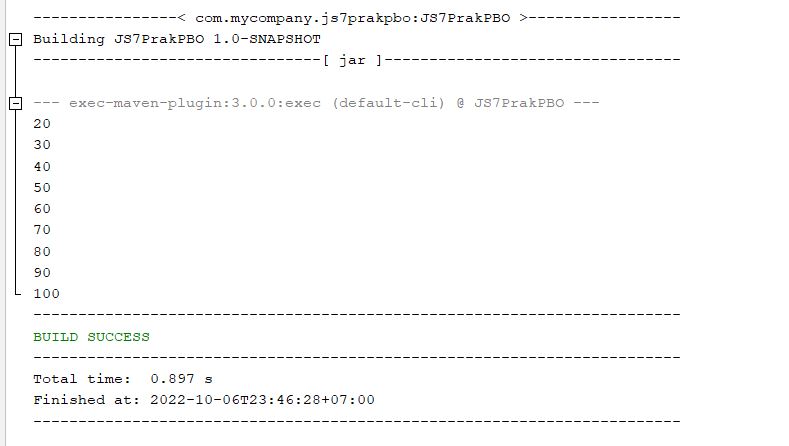 ----------------< com.mycompany.js7prakpbo:JS7PrakPBO >-----------------
Building JS7PrakPBO 1.0-SNAPSHOT
--------------------------------[ jar ]---------------------------------
--- exec-maven-plugin:3.0.0:exec (default-cli) @ JS7PrakPBO ---
20
30
40
50
60
70
80
90
100
------------------------------------------------------------------------
BUILD SUCCESS
------------------------------------------------------------------------
Total time:  0.897 s
Finished at: 2022-10-06T23:46:28+07:00
------------------------------------------------------------------------